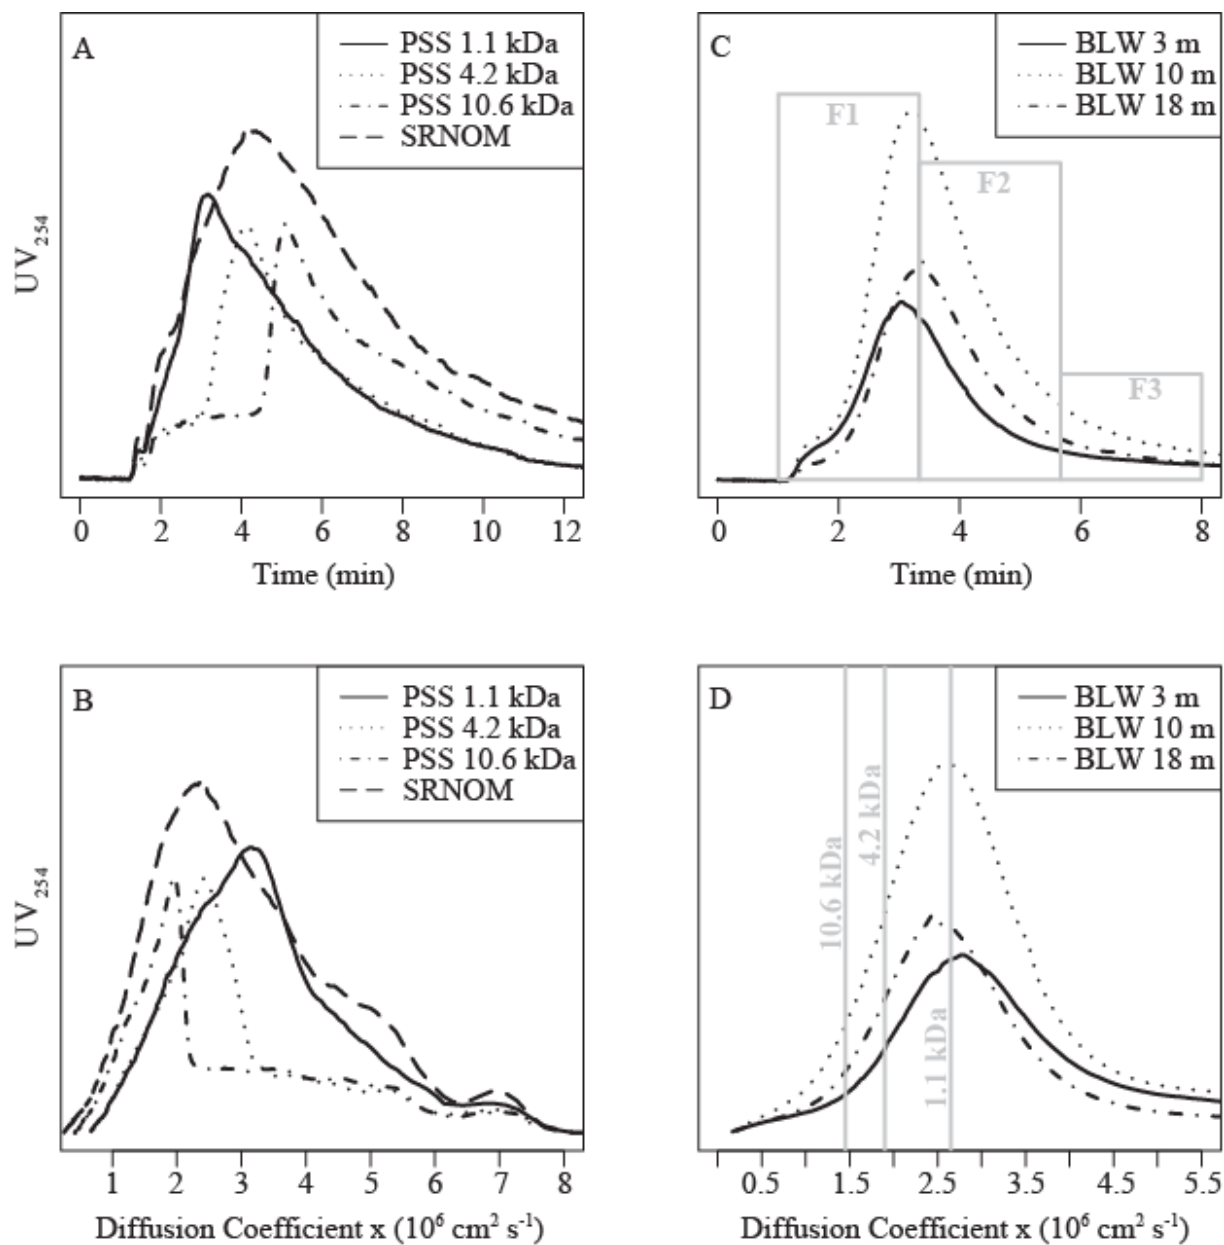 A
PSS 1.1 kDa
PSS 4.2 kDa
PSS 10.6 kDa
SRNOM
UV254
0 2 4 6 8 10 12
Time (min)
C
BLW 3 m
BLW 10 m
BLW 18 m
F1
F2
F3
0 2 4 6 8
Time (min)
B
PSS 1.1 kDa
PSS 4.2 kDa
PSS 10.6 kDa
SRNOM
UV254
1 2 3 4 5 6 7 8
Diffusion Coefficient x (10⁶ cm² s⁻¹)
D
BLW 3 m
BLW 10 m
BLW 18 m
10.6 kDa
4.2 kDa
1.1 kDa
0.5 1.5 2.5 3.5 4.5 5.5
Diffusion Coefficient x (10⁶ cm² s⁻¹)